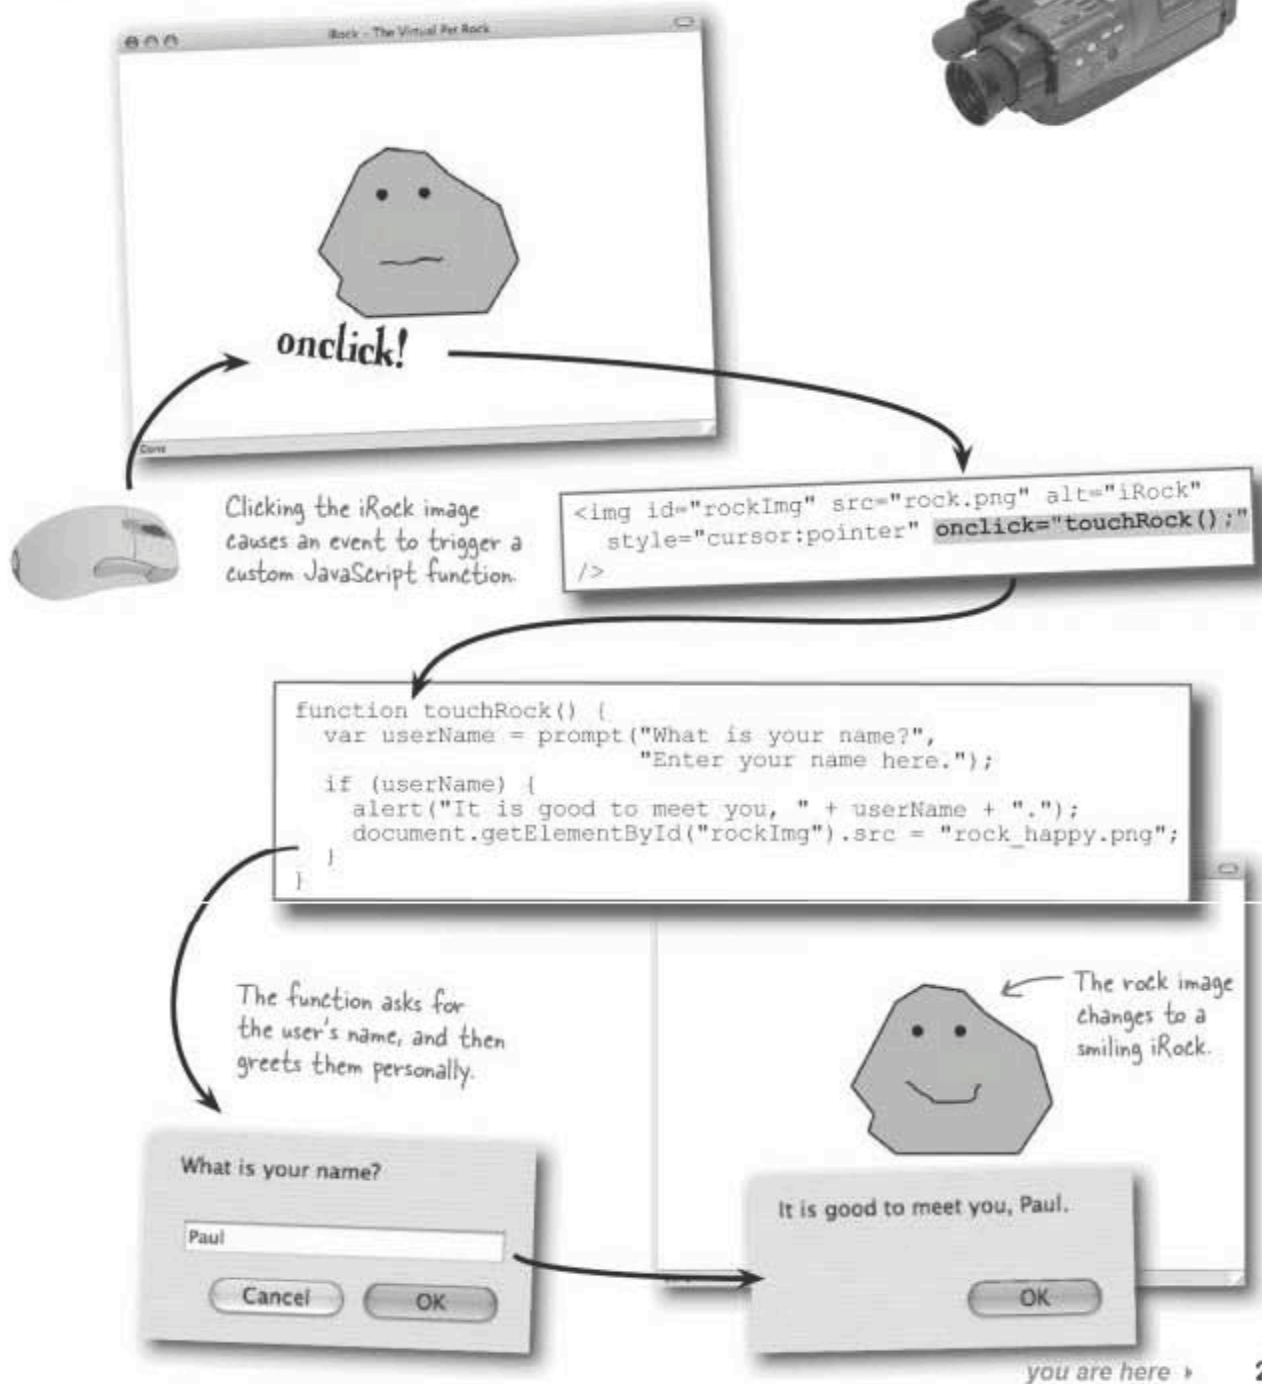 iRock - The Virtual Pet Rock
onclick!
Done
Clicking the iRock image
causes an event to trigger a
custom JavaScript function.
<img id="rockImg" src="rock.png" alt="iRock"
style="cursor:pointer" onclick="touchRock();"
/>
function touchRock() {
var userName = prompt("What is your name?",
"Enter your name here.");
if (userName) {
alert("It is good to meet you, " + userName + ".");
document.getElementById("rockImg").src = "rock_happy.png";
}
}
The function asks for
the user's name, and then
greets them personally.
The rock image
changes to a
smiling iRock.
What is your name?
Paul
Cancel
OK
It is good to meet you, Paul.
OK
you are here ▸